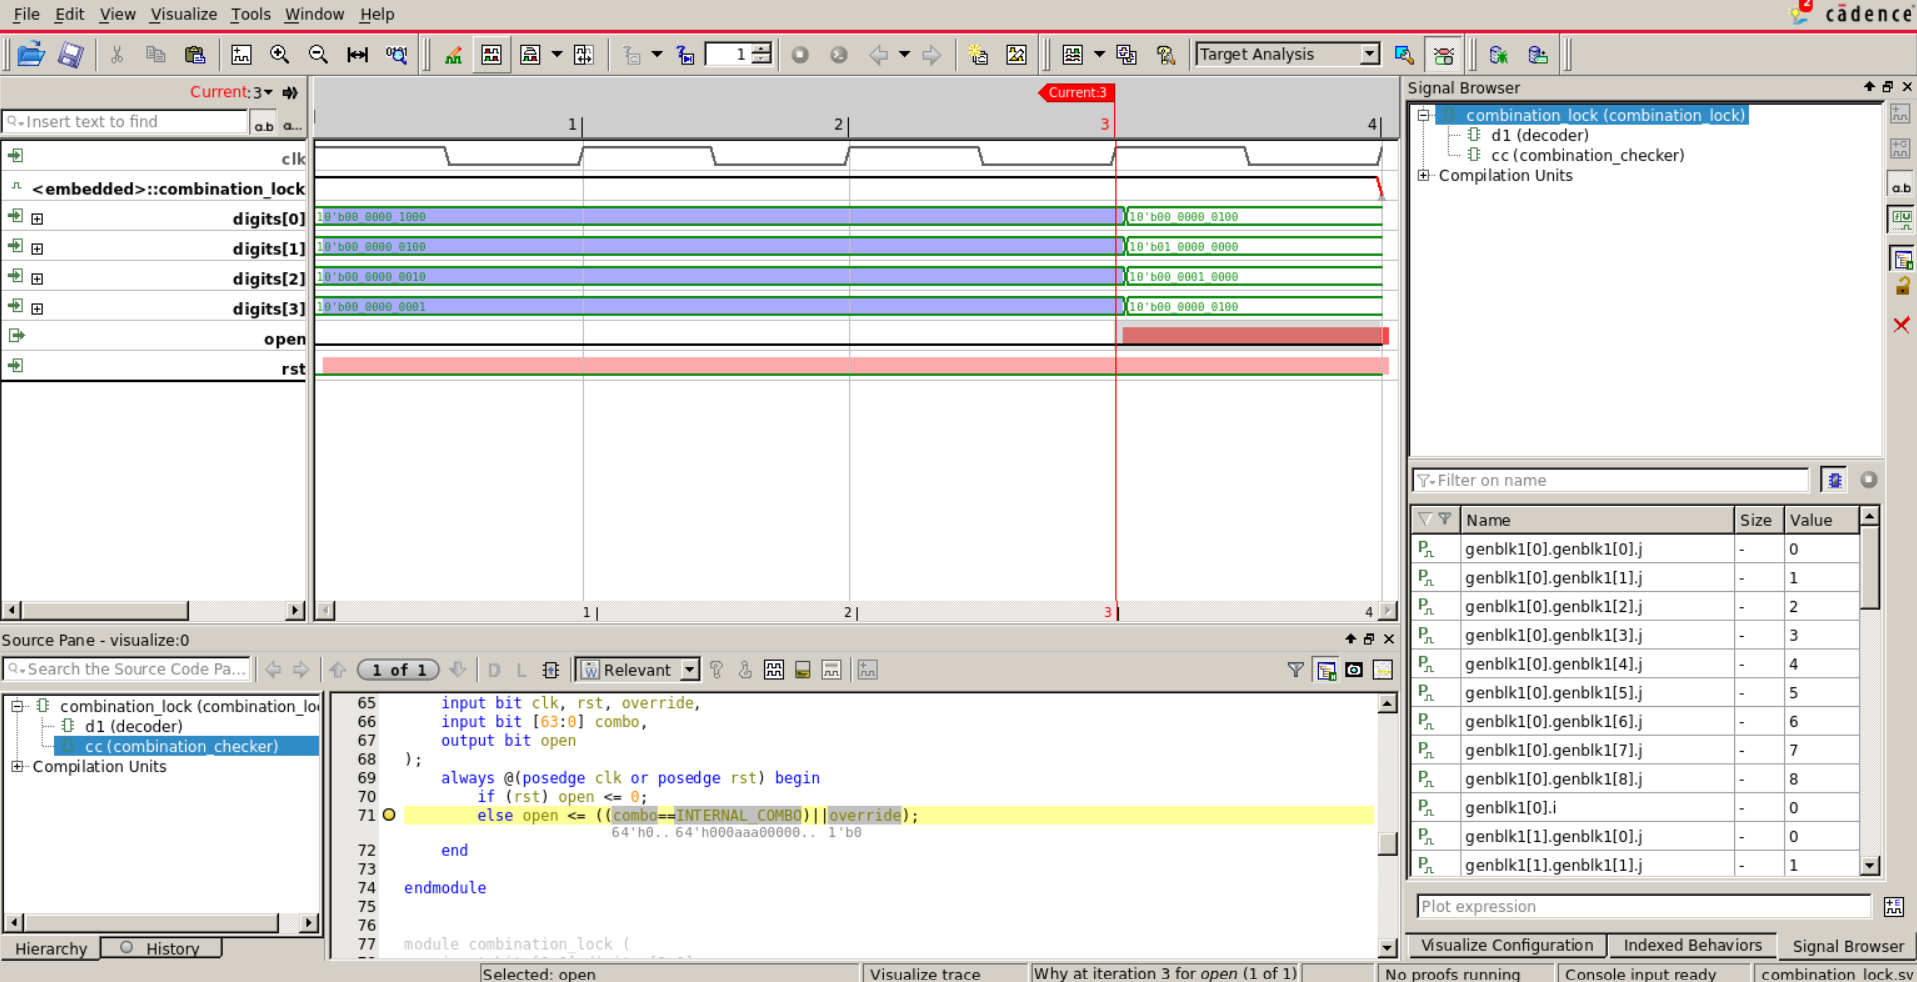 File Edit View Visualize Tools Window Help
2
cādence
1
Target Analysis
Current:3
Insert text to find
a.b
a...
Current:3
1 2 3 4
clk
<embedded>::combination_lock
digits[0]
10'b00_0000_1000 10'b00_0000_0100
digits[1]
10'b00_0000_0100 10'b01_0000_0000
digits[2]
10'b00_0000_0010 10'b00_0001_0000
digits[3]
10'b00_0000_0001 10'b00_0000_0100
open
rst
1 2 3 4
Signal Browser
combination_lock (combination_lock)
d1 (decoder)
cc (combination_checker)
Compilation Units
a.b
Filter on name
Name Size Value
genblk1[0].genblk1[0].j - 0
genblk1[0].genblk1[1].j - 1
genblk1[0].genblk1[2].j - 2
genblk1[0].genblk1[3].j - 3
genblk1[0].genblk1[4].j - 4
genblk1[0].genblk1[5].j - 5
genblk1[0].genblk1[6].j - 6
genblk1[0].genblk1[7].j - 7
genblk1[0].genblk1[8].j - 8
genblk1[0].i - 0
genblk1[1].genblk1[0].j - 0
genblk1[1].genblk1[1].j - 1
Plot expression
Visualize Configuration Indexed Behaviors Signal Browser
Source Pane - visualize:0
Search the Source Code Pa...
1 of 1
D L
Relevant
combination_lock (combination_lo
d1 (decoder)
cc (combination_checker)
Compilation Units
Hierarchy History
65 input bit clk, rst, override,
66 input bit [63:0] combo,
67 output bit open
68 );
69 always @(posedge clk or posedge rst) begin
70 if (rst) open <= 0;
71 else open <= ((combo==INTERNAL_COMBO)||override);
64'h0.. 64'h000aaa00000.. 1'b0
72 end
73
74 endmodule
75
76
77 module combination_lock (
Selected: open
Visualize trace
Why at iteration 3 for open (1 of 1)
No proofs running
Console input ready
combination_lock.sv